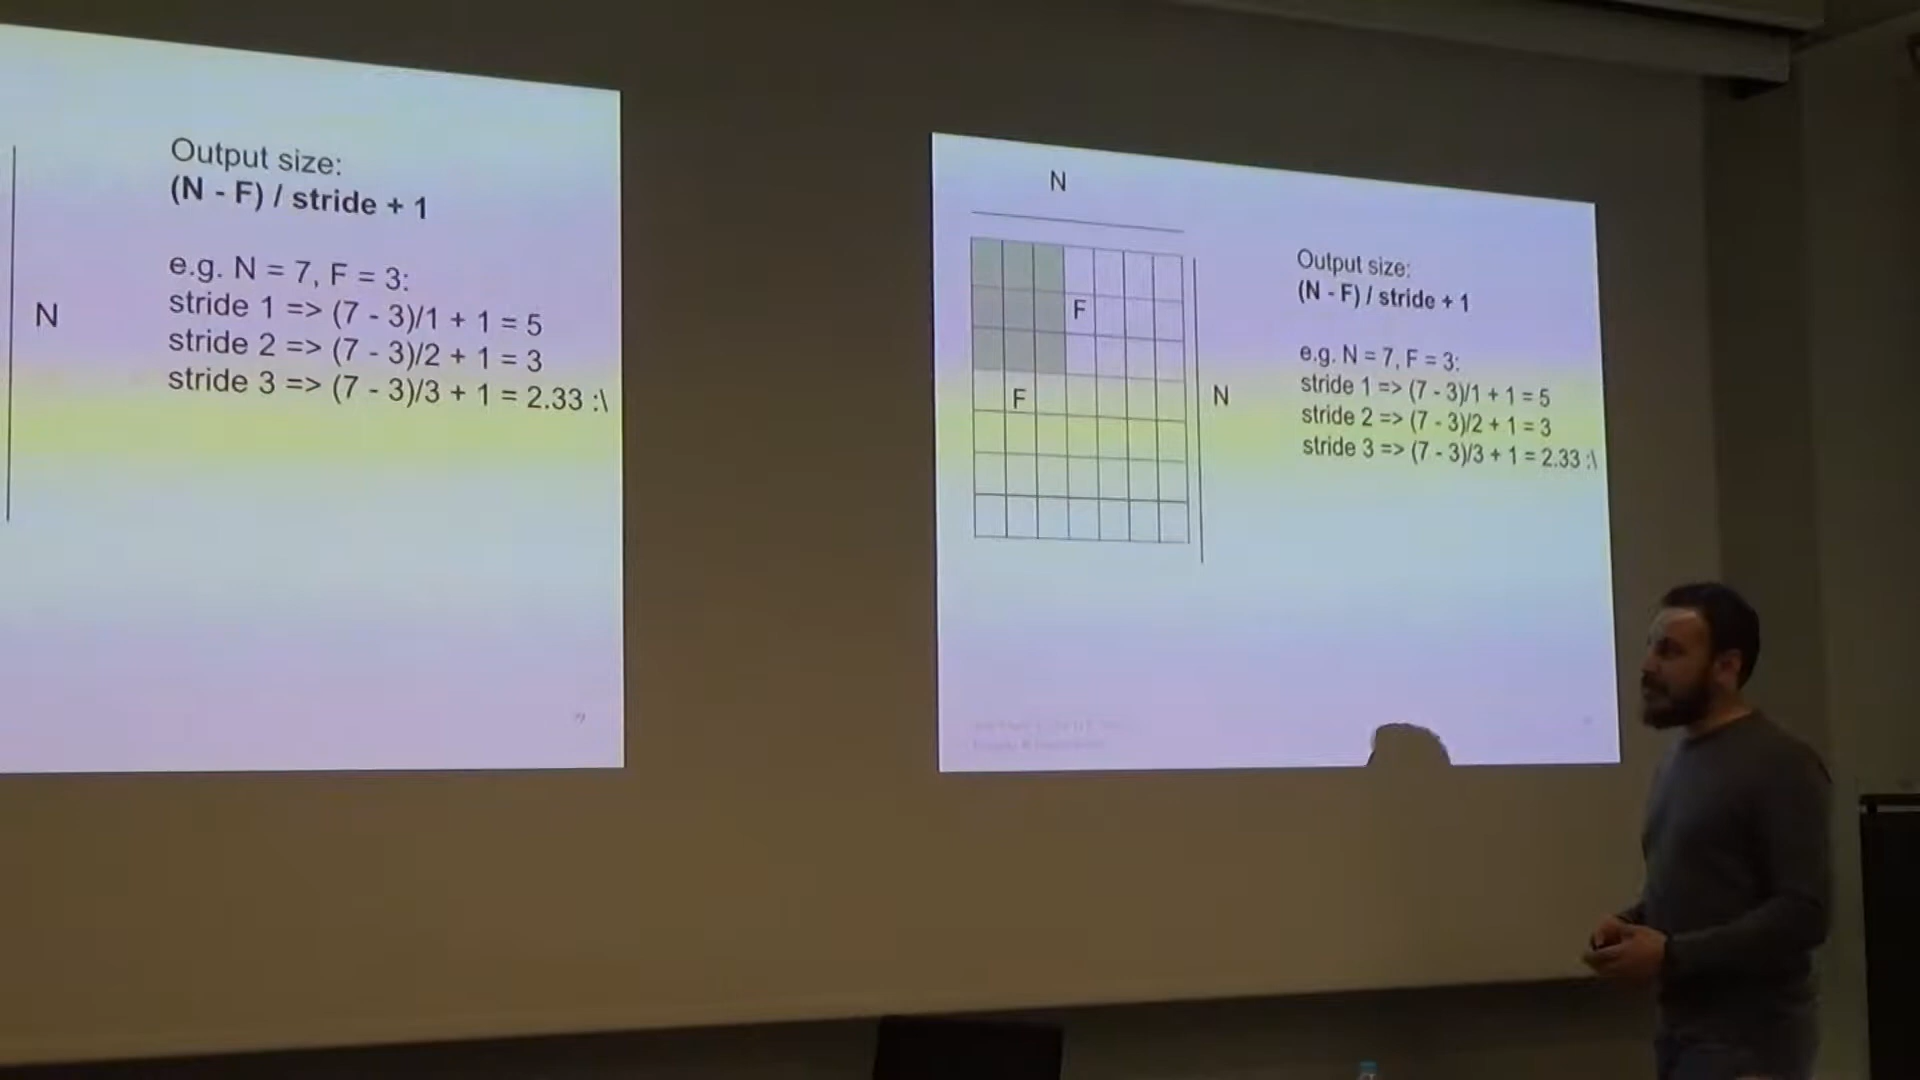 N
Output size:
(N - F) / stride + 1
e.g. N = 7, F = 3:
stride 1 => (7 - 3)/1 + 1 = 5
stride 2 => (7 - 3)/2 + 1 = 3
stride 3 => (7 - 3)/3 + 1 = 2.33 :\
N
F
F
N
Output size:
(N - F) / stride + 1
e.g. N = 7, F = 3:
stride 1 => (7 - 3)/1 + 1 = 5
stride 2 => (7 - 3)/2 + 1 = 3
stride 3 => (7 - 3)/3 + 1 = 2.33 :\